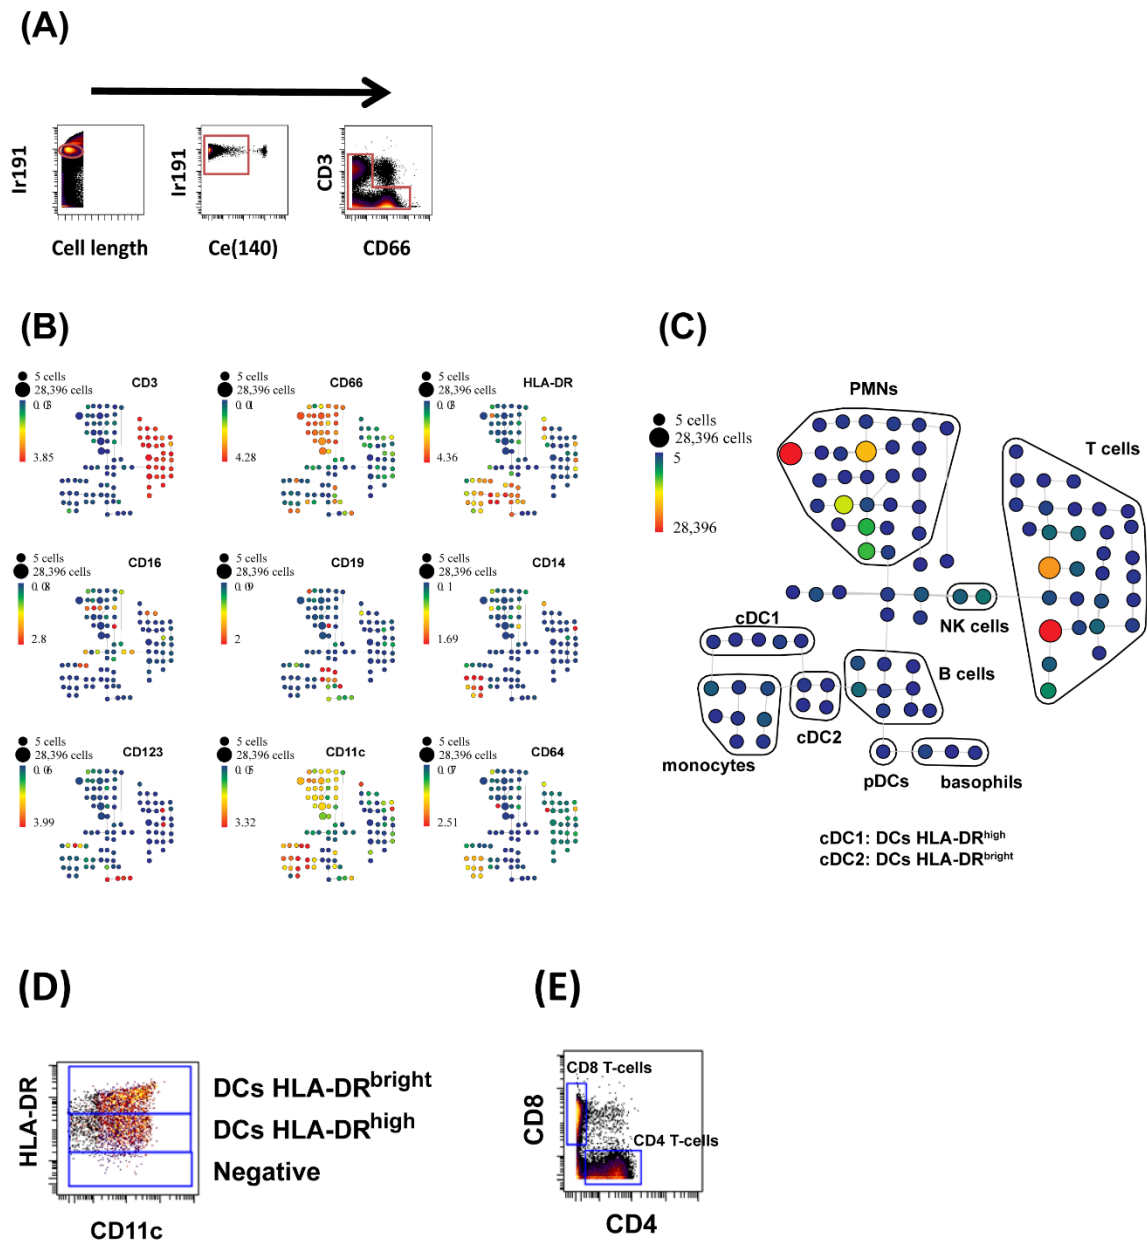 (A)
Ir191
Cell length
Ir191
Ce(140)
CD3
CD66
(B)
5 cells
28,396 cells
CD3
3.85
5 cells
28,396 cells
CD66
4.28
5 cells
28,396 cells
HLA-DR
4.36
5 cells
28,396 cells
CD16
2.8
5 cells
28,396 cells
CD19
2
5 cells
28,396 cells
CD14
1.69
5 cells
28,396 cells
CD123
3.99
5 cells
28,396 cells
CD11c
3.32
5 cells
28,396 cells
CD64
2.51
(C)
PMNs
5 cells
28,396 cells
5
28,396
T cells
NK cells
cDC1
B cells
cDC2
monocytes
pDCs
basophils
cDC1: DCs HLA-DRhigh
cDC2: DCs HLA-DRbright
(D)
HLA-DR
DCs HLA-DRbright
DCs HLA-DRhigh
Negative
CD11c
(E)
CD8 T-cells
CD8
CD4 T-cells
CD4